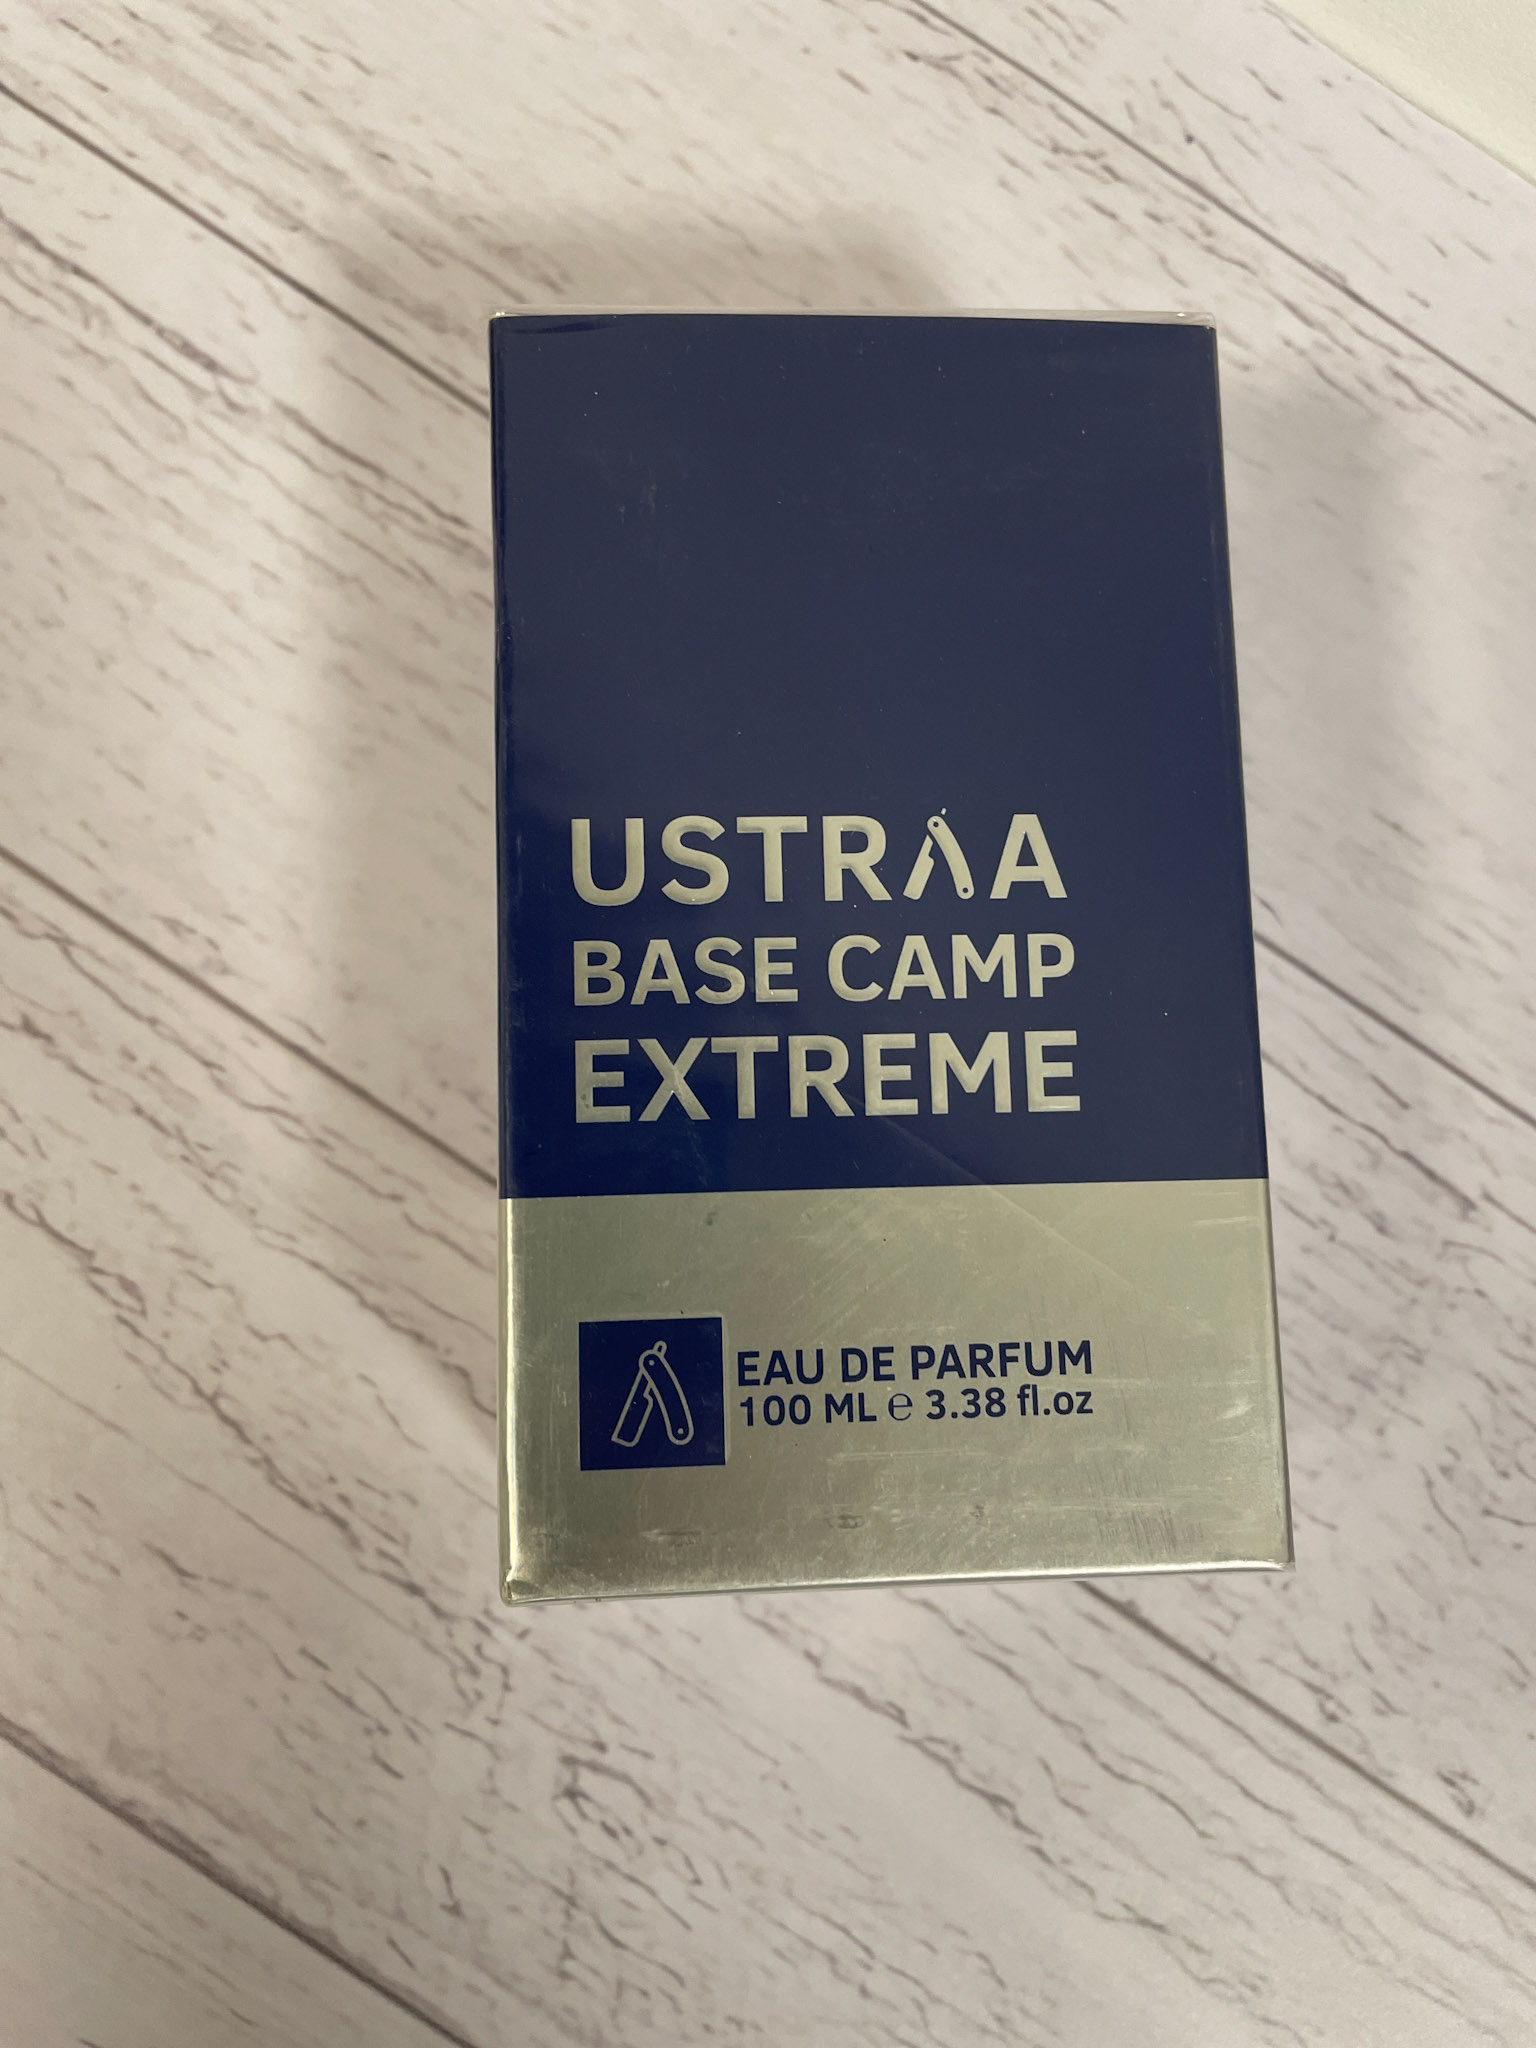 USTRAA
BASE CAMP
EXTREME
EAU DE PARFUM
100 ML ℮ 3.38 fl.oz